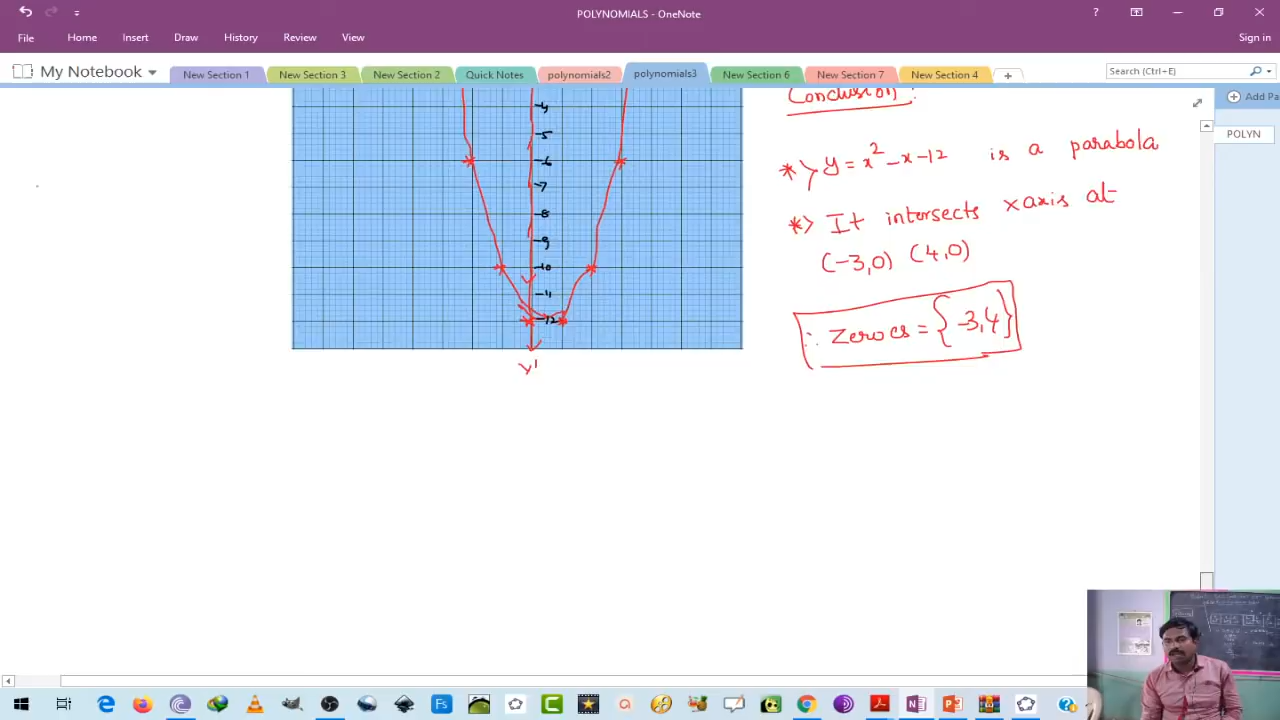 POLYNOMIALS - OneNote
File Home Insert Draw History Review View
Sign in
My Notebook
New Section 1 New Section 3 New Section 2 Quick Notes polynomials2 polynomials3 New Section 6 New Section 7 New Section 4
Search (Ctrl+E)
Add Pa
POLYN
Conclusion :
*> y = x² - x - 12 is a parabola
*> It intersects x axis at
(-3,0) (4,0)
∴ Zeroes = {-3,4}
-4
-5
-6
-7
-8
-9
-10
-11
-12
Y'